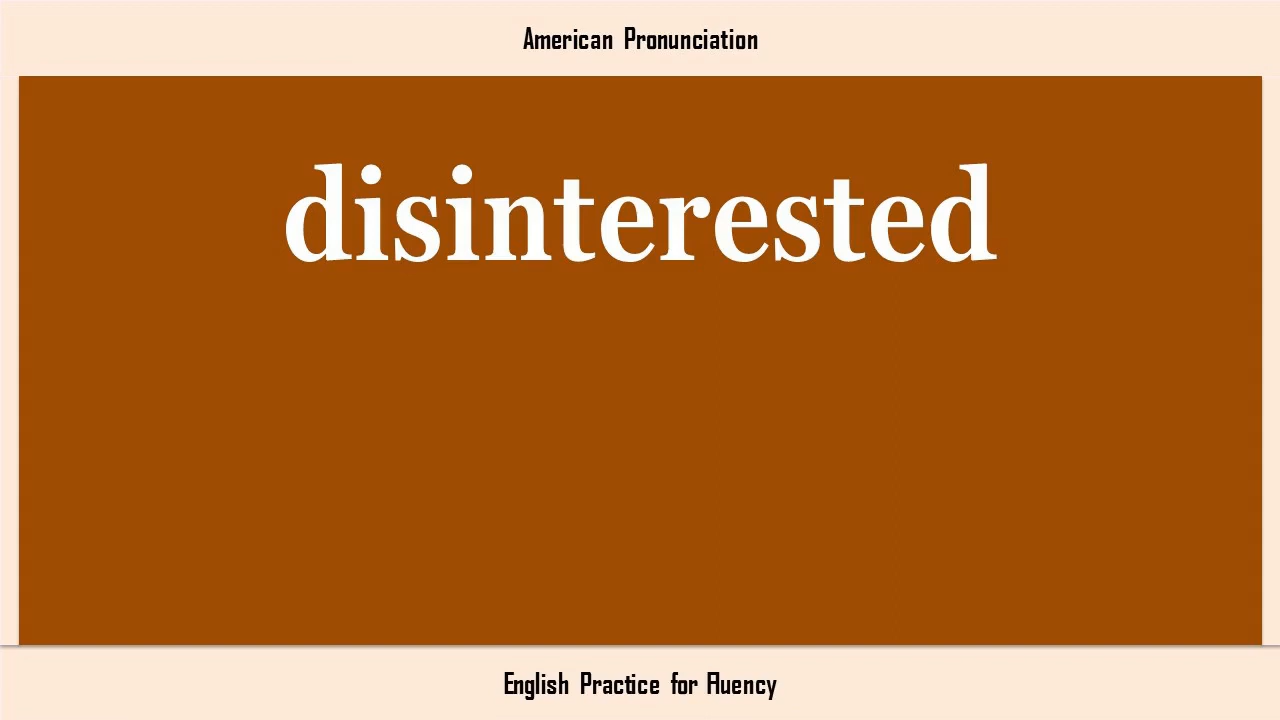 American Pronunciation
disinterested
English Practice for Fluency